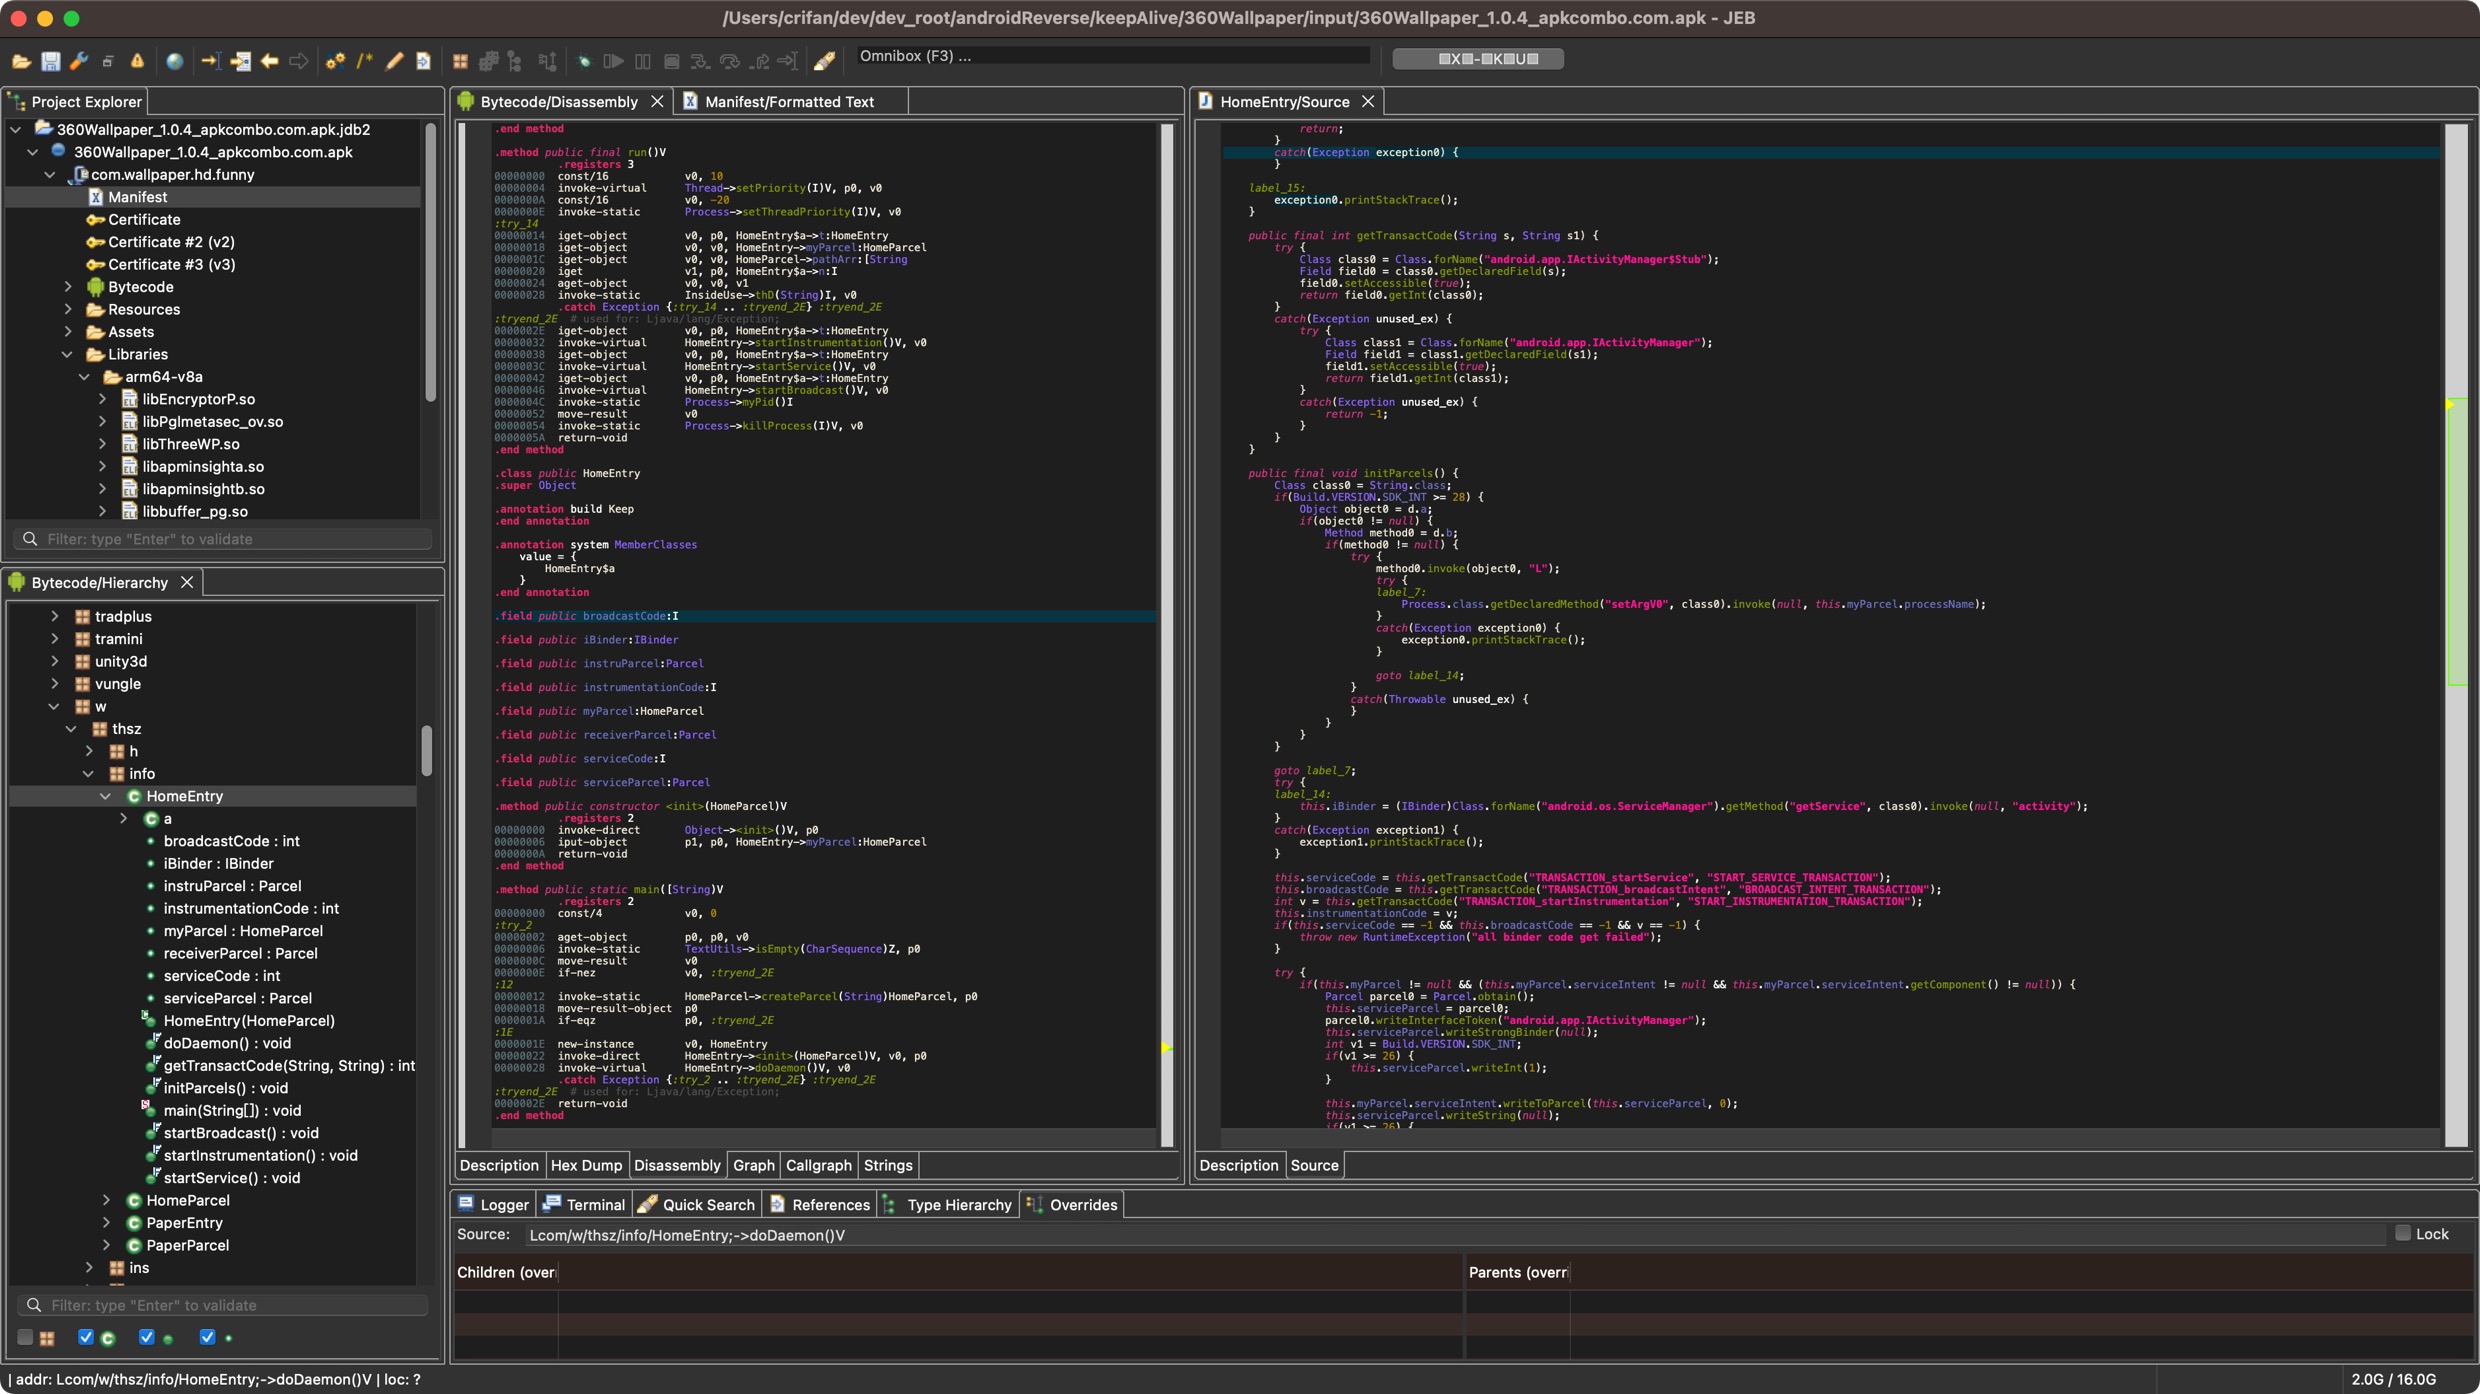 /Users/crifan/dev/dev_root/androidReverse/keepAlive/360Wallpaper/input/360Wallpaper_1.0.4_apkcombo.com.apk - JEB
Omnibox (F3) ...
Project Explorer
360Wallpaper_1.0.4_apkcombo.com.apk.jdb2
360Wallpaper_1.0.4_apkcombo.com.apk
com.wallpaper.hd.funny
Manifest
Certificate
Certificate #2 (v2)
Certificate #3 (v3)
Bytecode
Resources
Assets
Libraries
arm64-v8a
libEncryptorP.so
libPglmetasec_ov.so
libThreeWP.so
libapminsighta.so
libapminsightb.so
libbuffer_pg.so
Filter: type "Enter" to validate
Bytecode/Hierarchy
tradplus
tramini
unity3d
vungle
w
thsz
h
info
HomeEntry
a
broadcastCode : int
iBinder : IBinder
instruParcel : Parcel
instrumentationCode : int
myParcel : HomeParcel
receiverParcel : Parcel
serviceCode : int
serviceParcel : Parcel
HomeEntry(HomeParcel)
doDaemon() : void
getTransactCode(String, String) : int
initParcels() : void
main(String[]) : void
startBroadcast() : void
startInstrumentation() : void
startService() : void
HomeParcel
PaperEntry
PaperParcel
ins
Filter: type "Enter" to validate
Bytecode/Disassembly
Manifest/Formatted Text
.end method
.method public final run()V
.registers 3
00000000 const/16 v0, 10
00000004 invoke-virtual Thread->setPriority(I)V, p0, v0
0000000A const/16 v0, -20
0000000E invoke-static Process->setThreadPriority(I)V, v0
:try_14
00000014 iget-object v0, p0, HomeEntry$a->t:HomeEntry
00000018 iget-object v0, v0, HomeEntry->myParcel:HomeParcel
0000001C iget-object v0, v0, HomeParcel->pathArr:[String
00000020 iget v1, p0, HomeEntry$a->n:I
00000024 aget-object v0, v0, v1
00000028 invoke-static InsideUse->thD(String)I, v0
.catch Exception {:try_14 .. :tryend_2E} :tryend_2E
:tryend_2E # used for: Ljava/lang/Exception;
0000002E iget-object v0, p0, HomeEntry$a->t:HomeEntry
00000032 invoke-virtual HomeEntry->startInstrumentation()V, v0
00000038 iget-object v0, p0, HomeEntry$a->t:HomeEntry
0000003C invoke-virtual HomeEntry->startService()V, v0
00000042 iget-object v0, p0, HomeEntry$a->t:HomeEntry
00000046 invoke-virtual HomeEntry->startBroadcast()V, v0
0000004C invoke-static Process->myPid()I
00000052 move-result v0
00000054 invoke-static Process->killProcess(I)V, v0
0000005A return-void
.end method
.class public HomeEntry
.super Object
.annotation build Keep
.end annotation
.annotation system MemberClasses
value = {
HomeEntry$a
}
.end annotation
.field public broadcastCode:I
.field public iBinder:IBinder
.field public instruParcel:Parcel
.field public instrumentationCode:I
.field public myParcel:HomeParcel
.field public receiverParcel:Parcel
.field public serviceCode:I
.field public serviceParcel:Parcel
.method public constructor <init>(HomeParcel)V
.registers 2
00000000 invoke-direct Object-><init>()V, p0
00000006 iput-object p1, p0, HomeEntry->myParcel:HomeParcel
0000000A return-void
.end method
.method public static main([String)V
.registers 2
00000000 const/4 v0, 0
:try_2
00000002 aget-object p0, p0, v0
00000006 invoke-static TextUtils->isEmpty(CharSequence)Z, p0
0000000C move-result v0
0000000E if-nez v0, :tryend_2E
:12
00000012 invoke-static HomeParcel->createParcel(String)HomeParcel, p0
00000018 move-result-object p0
0000001A if-eqz p0, :tryend_2E
:1E
0000001E new-instance v0, HomeEntry
00000022 invoke-direct HomeEntry-><init>(HomeParcel)V, v0, p0
00000028 invoke-virtual HomeEntry->doDaemon()V, v0
.catch Exception {:try_2 .. :tryend_2E} :tryend_2E
:tryend_2E # used for: Ljava/lang/Exception;
0000002E return-void
.end method
Description Hex Dump Disassembly Graph Callgraph Strings
HomeEntry/Source
return;
}
catch(Exception exception0) {
}
label_15:
exception0.printStackTrace();
}
public final int getTransactCode(String s, String s1) {
try {
Class class0 = Class.forName("android.app.IActivityManager$Stub");
Field field0 = class0.getDeclaredField(s);
field0.setAccessible(true);
return field0.getInt(class0);
}
catch(Exception unused_ex) {
try {
Class class1 = Class.forName("android.app.IActivityManager");
Field field1 = class1.getDeclaredField(s1);
field1.setAccessible(true);
return field1.getInt(class1);
}
catch(Exception unused_ex) {
return -1;
}
}
}
public final void initParcels() {
Class class0 = String.class;
if(Build.VERSION.SDK_INT >= 28) {
Object object0 = d.a;
if(object0 != null) {
Method method0 = d.b;
if(method0 != null) {
try {
method0.invoke(object0, "L");
try {
label_7:
Process.class.getDeclaredMethod("setArgV0", class0).invoke(null, this.myParcel.processName);
}
catch(Exception exception0) {
exception0.printStackTrace();
}
goto label_14;
}
catch(Throwable unused_ex) {
}
}
}
}
goto label_7;
try {
label_14:
this.iBinder = (IBinder)Class.forName("android.os.ServiceManager").getMethod("getService", class0).invoke(null, "activity");
}
catch(Exception exception1) {
exception1.printStackTrace();
}
this.serviceCode = this.getTransactCode("TRANSACTION_startService", "START_SERVICE_TRANSACTION");
this.broadcastCode = this.getTransactCode("TRANSACTION_broadcastIntent", "BROADCAST_INTENT_TRANSACTION");
int v = this.getTransactCode("TRANSACTION_startInstrumentation", "START_INSTRUMENTATION_TRANSACTION");
this.instrumentationCode = v;
if(this.serviceCode == -1 && this.broadcastCode == -1 && v == -1) {
throw new RuntimeException("all binder code get failed");
}
try {
if(this.myParcel != null && (this.myParcel.serviceIntent != null && this.myParcel.serviceIntent.getComponent() != null)) {
Parcel parcel0 = Parcel.obtain();
this.serviceParcel = parcel0;
parcel0.writeInterfaceToken("android.app.IActivityManager");
this.serviceParcel.writeStrongBinder(null);
int v1 = Build.VERSION.SDK_INT;
if(v1 >= 26) {
this.serviceParcel.writeInt(1);
}
this.myParcel.serviceIntent.writeToParcel(this.serviceParcel, 0);
this.serviceParcel.writeString(null);
if(v1 >= 26) {
Description Source
Logger Terminal Quick Search References Type Hierarchy Overrides
Source: Lcom/w/thsz/info/HomeEntry;->doDaemon()V Lock
Children (over Parents (overr
| addr: Lcom/w/thsz/info/HomeEntry;->doDaemon()V | loc: ? 2.0G / 16.0G